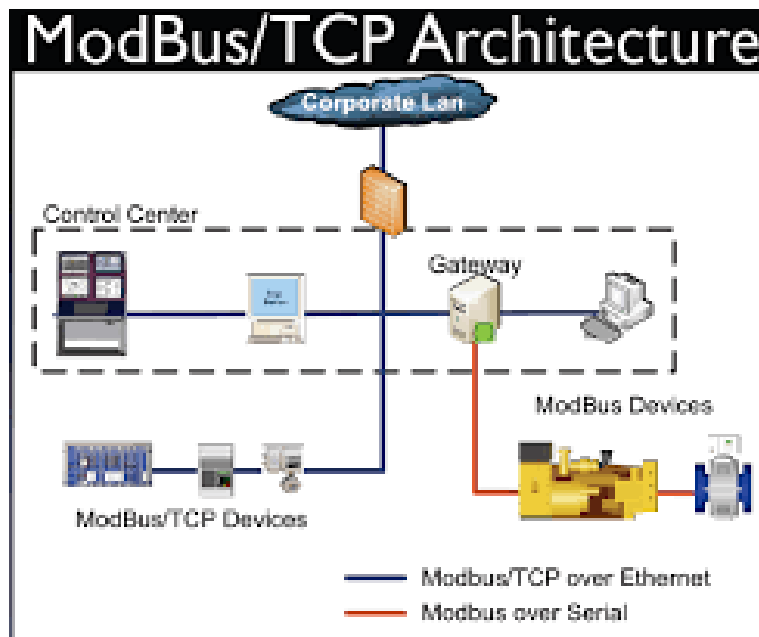 ModBus/TCP Architecture
Corporate Lan
Control Center
Gateway
ModBus Devices
ModBus/TCP Devices
Modbus/TCP over Ethernet
Modbus over Serial